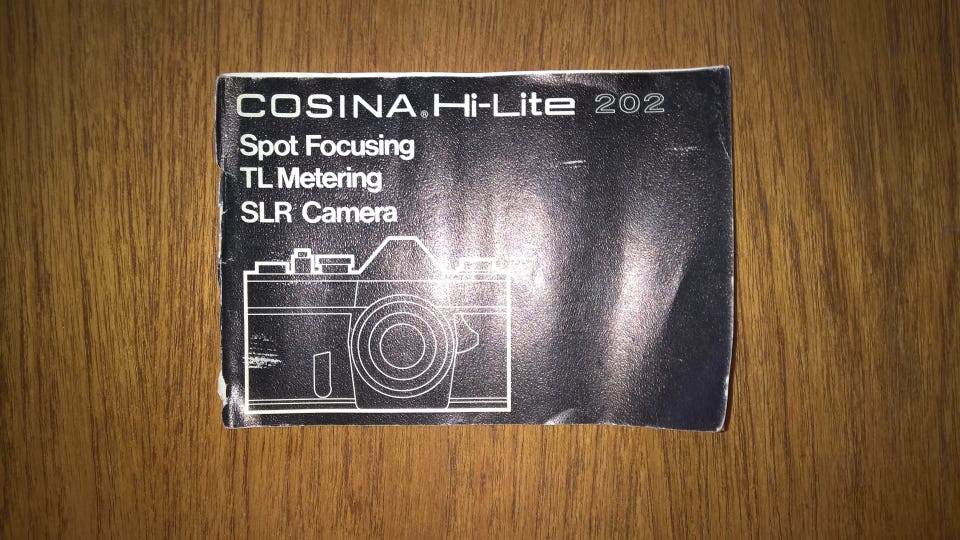 COSINA® Hi-Lite 202
Spot Focusing
TL Metering
SLR Camera